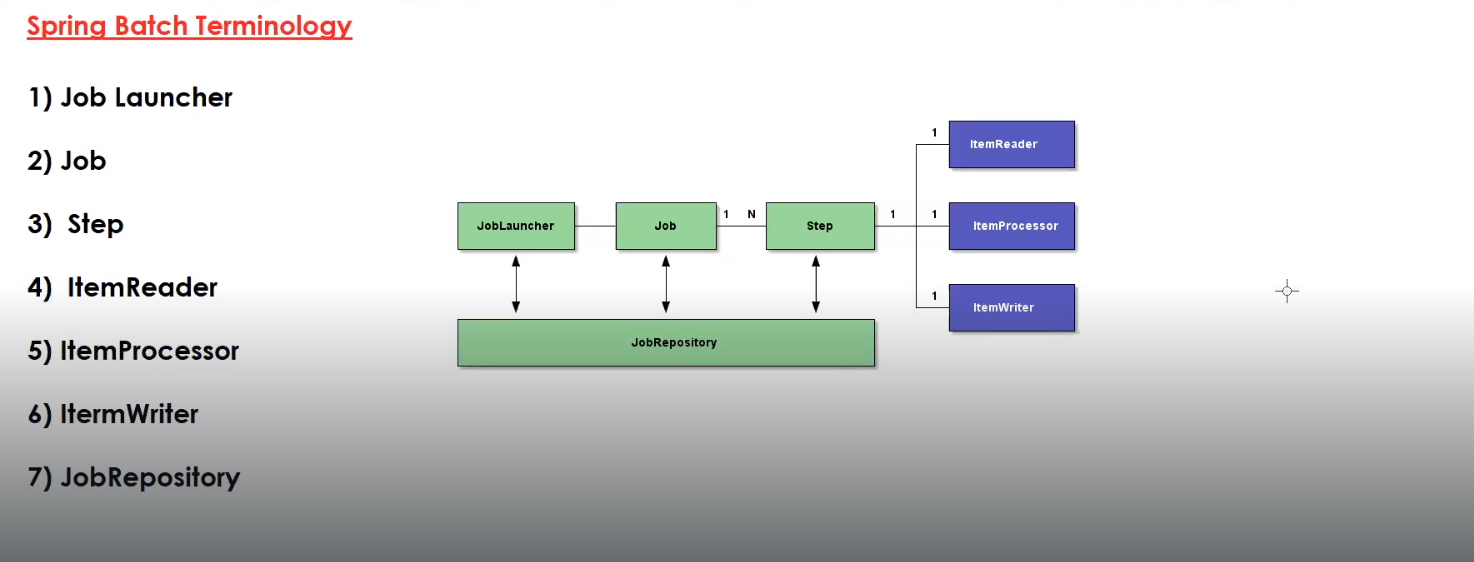 Spring Batch Terminology
1) Job Launcher
2) Job
3) Step
4) ItemReader
5) ItemProcessor
6) ItermWriter
7) JobRepository
JobLauncher
Job
1 N
Step
1
1
ItemReader
1
ItemProcessor
1
ItemWriter
JobRepository